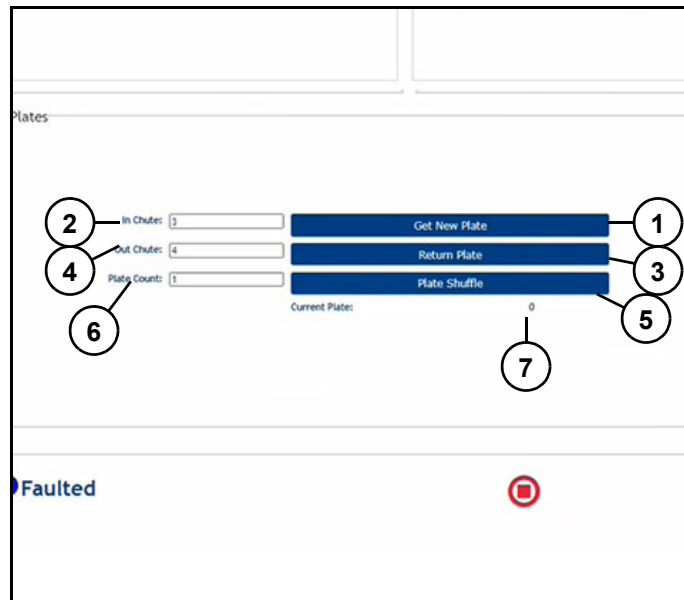 Plates
2 In Chute: 3 Get New Plate 1
4 Out Chute: 4 Return Plate 3
6 Plate Count: 1 Plate Shuffle 5
Current Plate: 0
7
Faulted